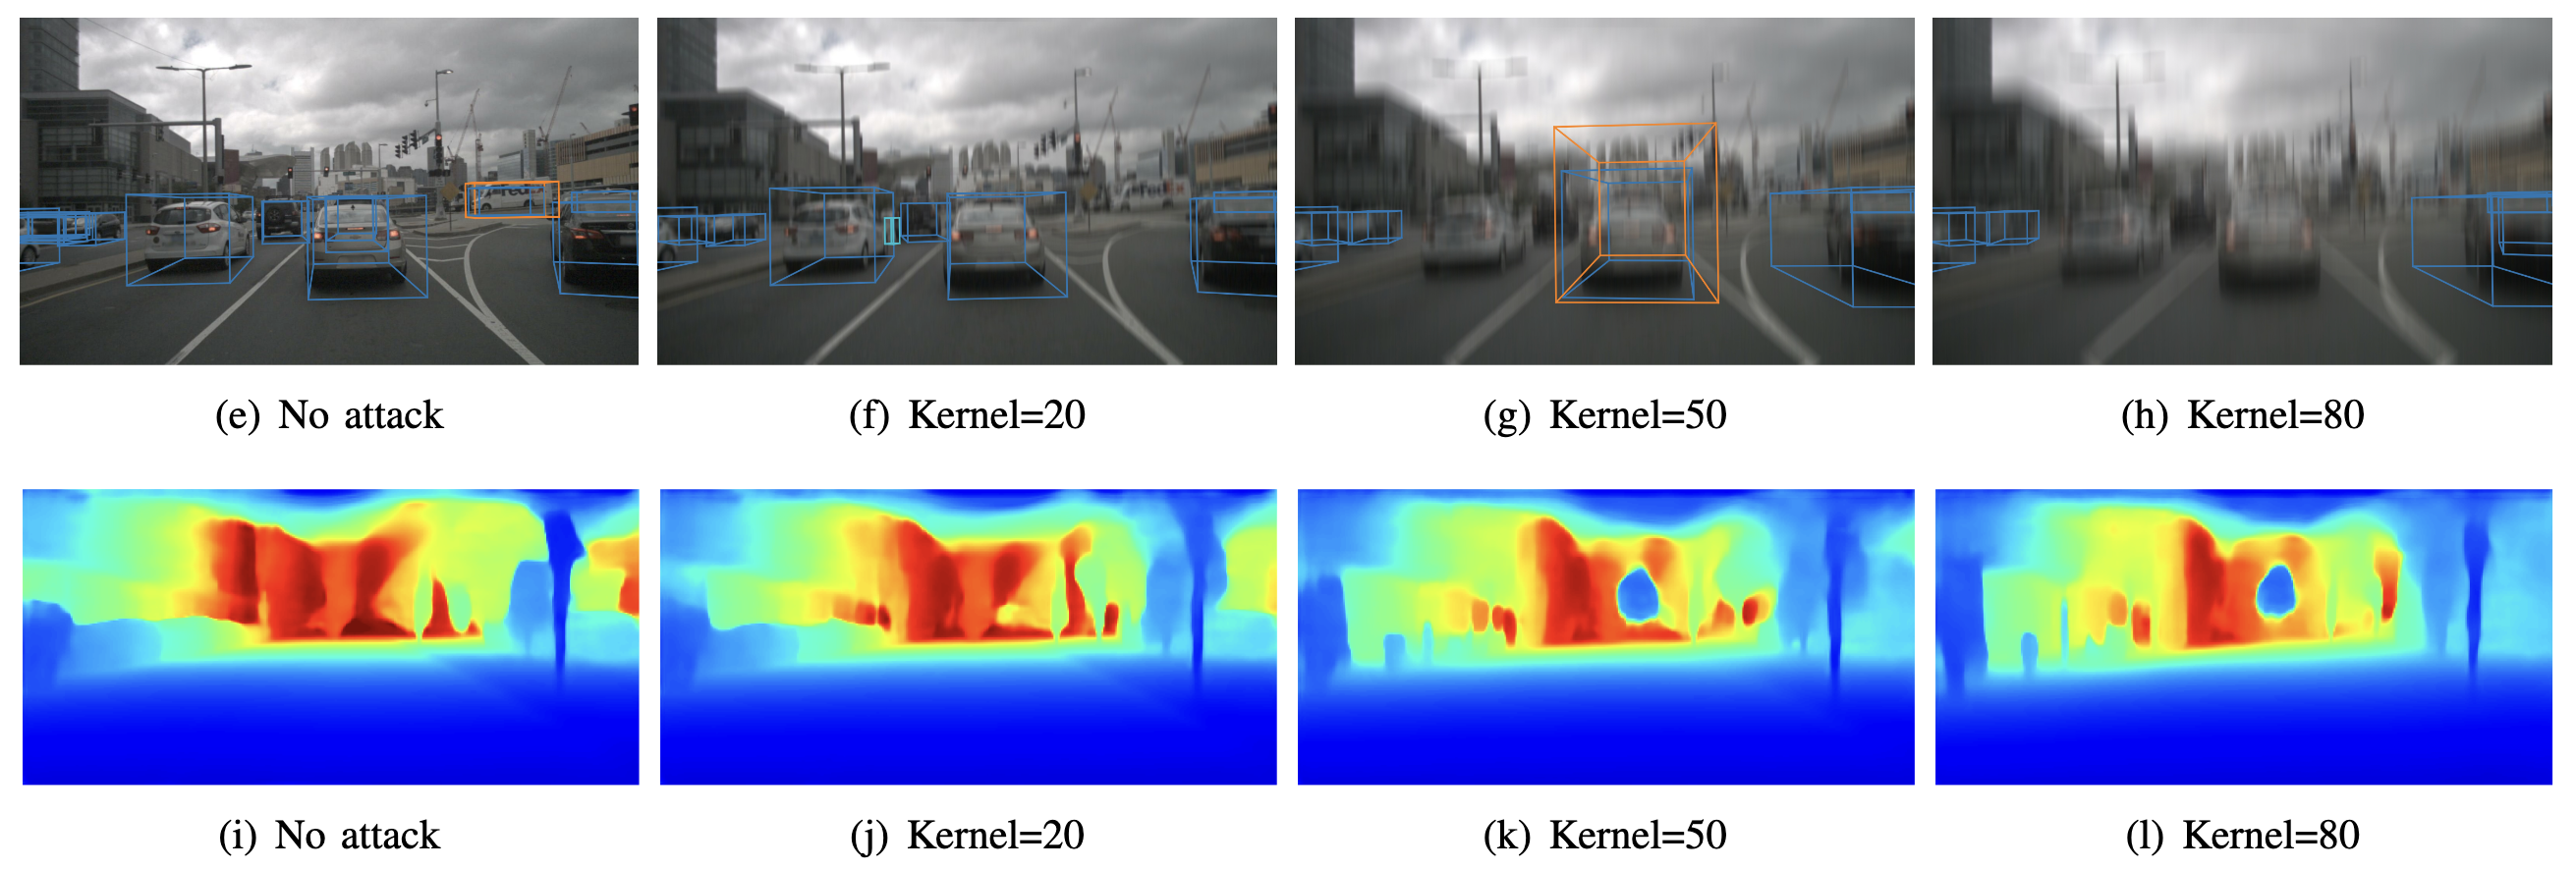 (e) No attack
(f) Kernel=20
(g) Kernel=50
(h) Kernel=80
(i) No attack
(j) Kernel=20
(k) Kernel=50
(l) Kernel=80